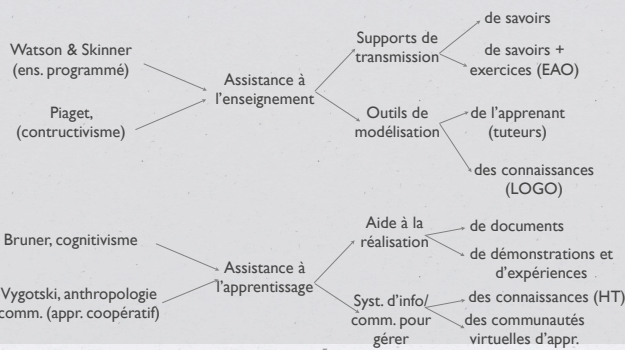 Watson & Skinner
(ens. programmé)
Piaget,
(contructivisme)
Assistance à
l'enseignement
Supports de
transmission
de savoirs
de savoirs +
exercices (EAO)
Outils de
modélisation
de l'apprenant
(tuteurs)
des connaissances
(LOGO)
Bruner, cognitivisme
Vygotski, anthropologie
comm. (appr. coopératif)
Assistance à
l'apprentissage
Aide à la
réalisation
de documents
de démonstrations et
d'expériences
Syst. d'info/
comm. pour
gérer
des connaissances (HT)
des communautés
virtuelles d'appr.